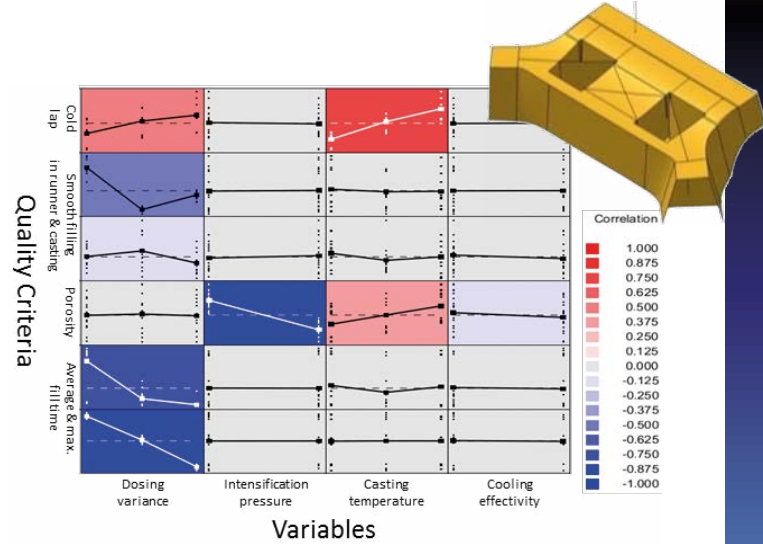 Quality Criteria
Cold
lap
Smooth filling
in runner & casting
Porosity
Average & max.
fill time
Dosing
variance
Intensification
pressure
Casting
temperature
Cooling
effectivity
Variables
Correlation
1.000
0.875
0.750
0.625
0.500
0.375
0.250
0.125
0.000
-0.125
-0.250
-0.375
-0.500
-0.625
-0.750
-0.875
-1.000